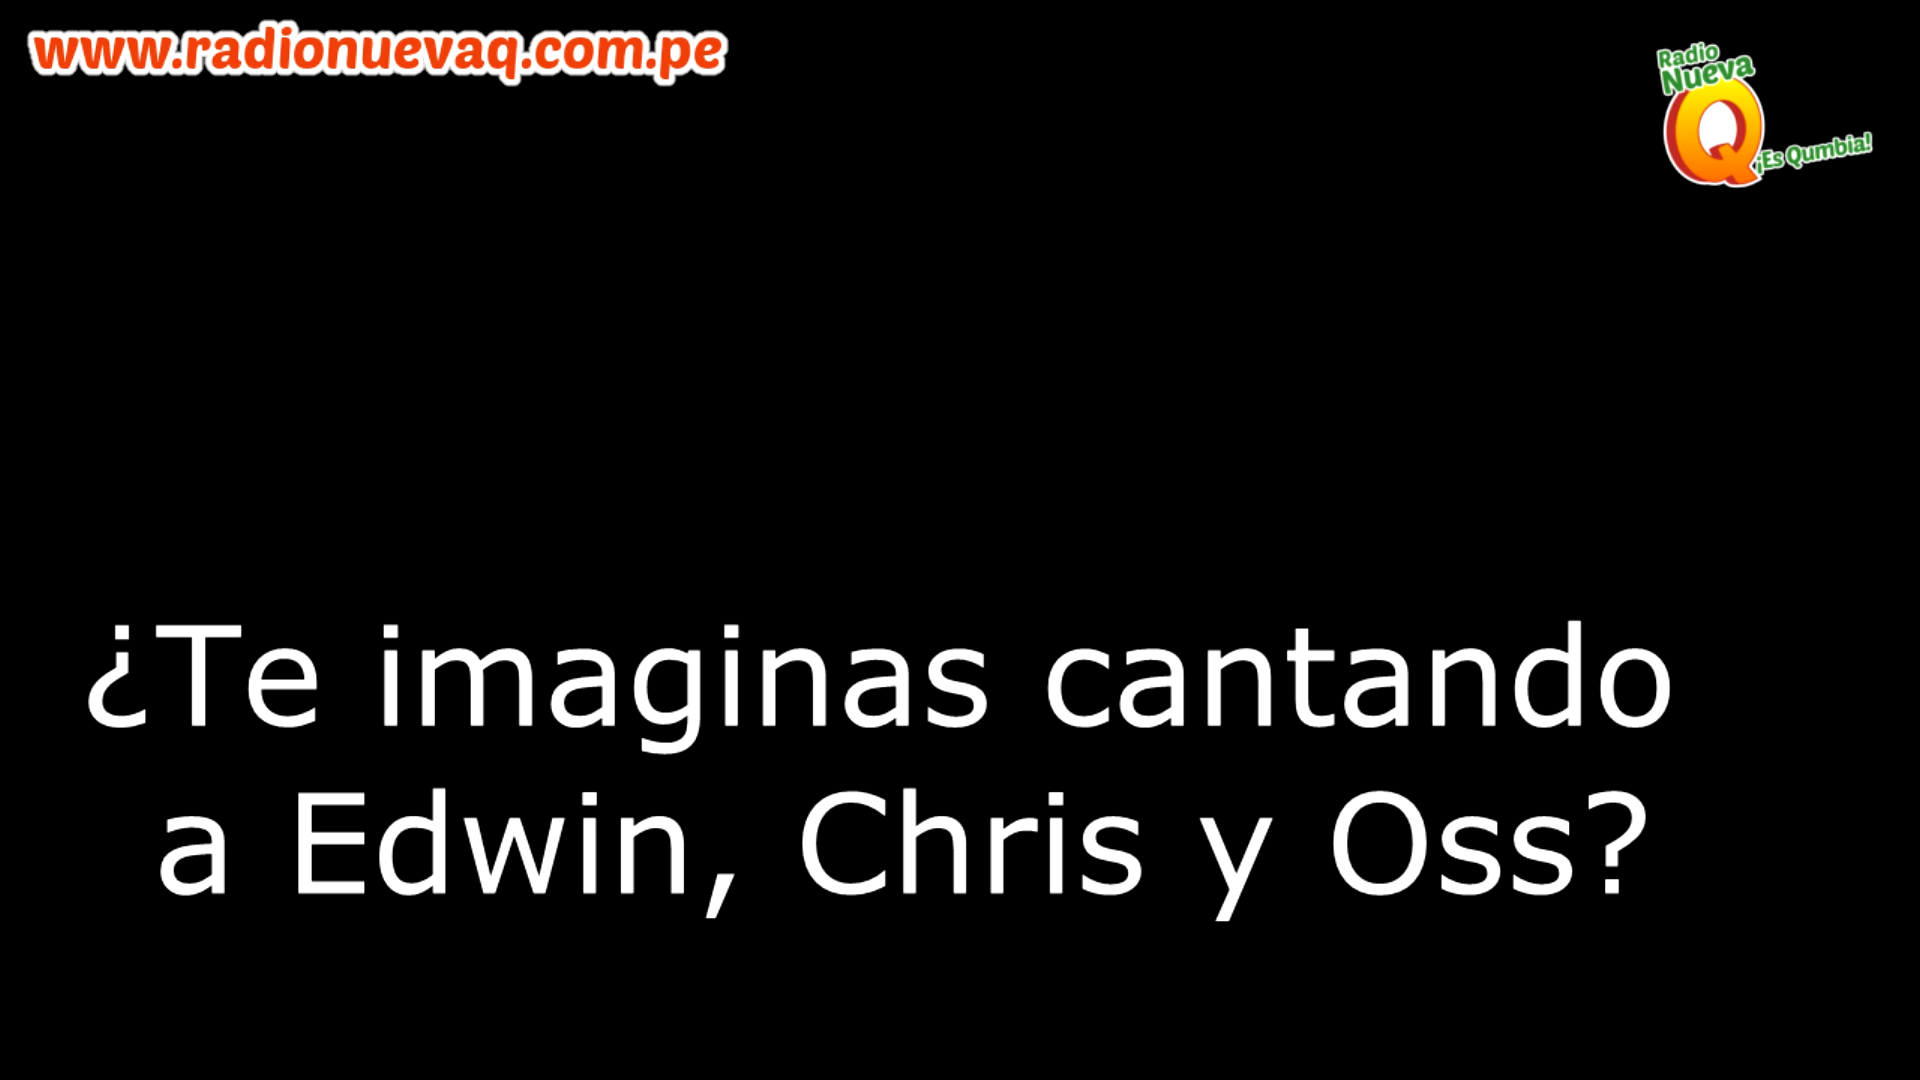 www.radionuevaq.com.pe
Radio
Nueva
Q
¡Es Qumbia!
¿Te imaginas cantando
a Edwin, Chris y Oss?